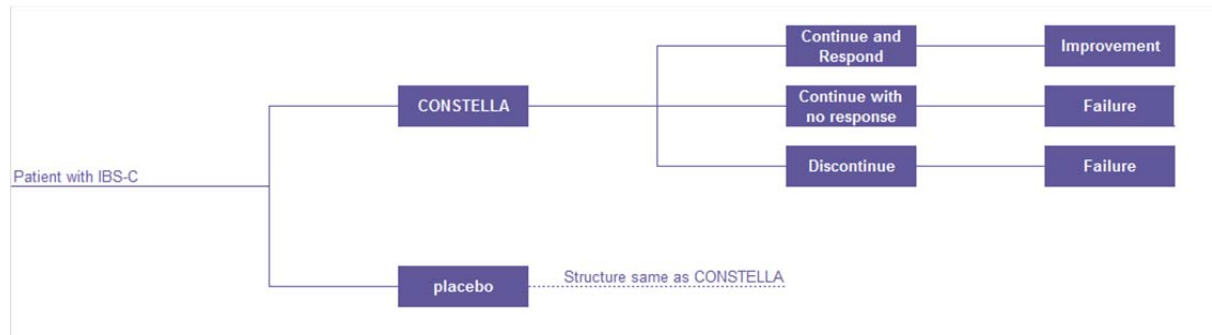 Continue and
Respond
Improvement
CONSTELLA
Continue with
no response
Failure
Patient with IBS-C
Discontinue
Failure
placebo
Structure same as CONSTELLA